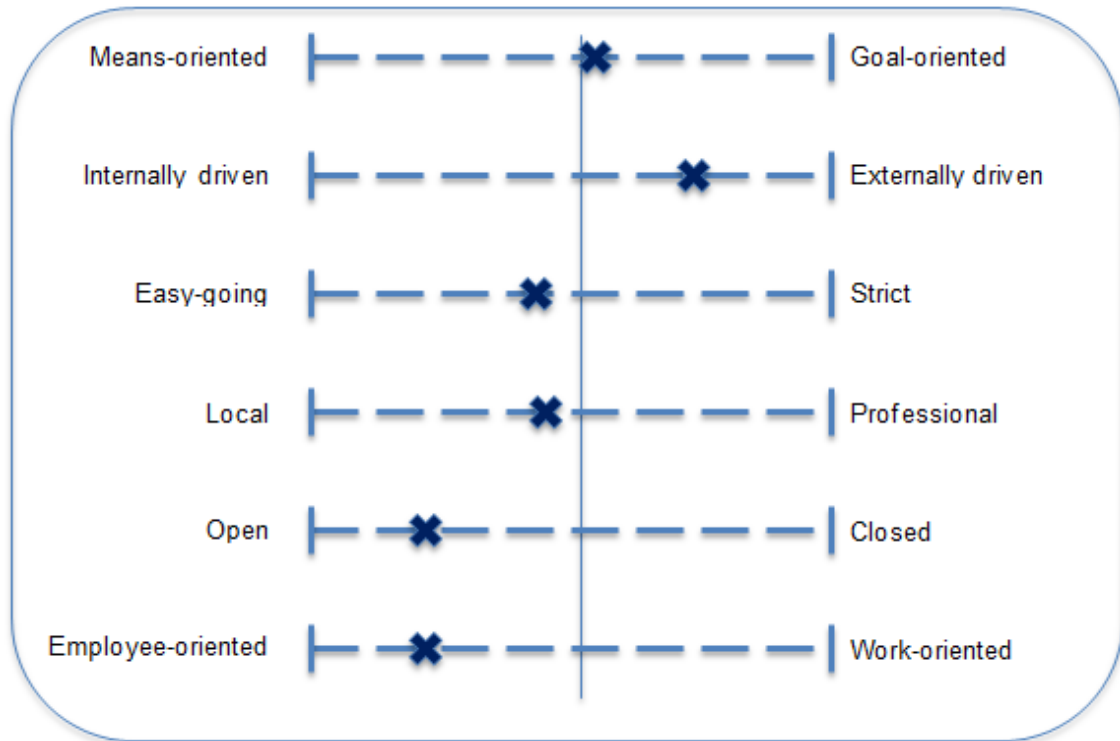 Means-oriented Goal-oriented
Internally driven Externally driven
Easy-going Strict
Local Professional
Open Closed
Employee-oriented Work-oriented